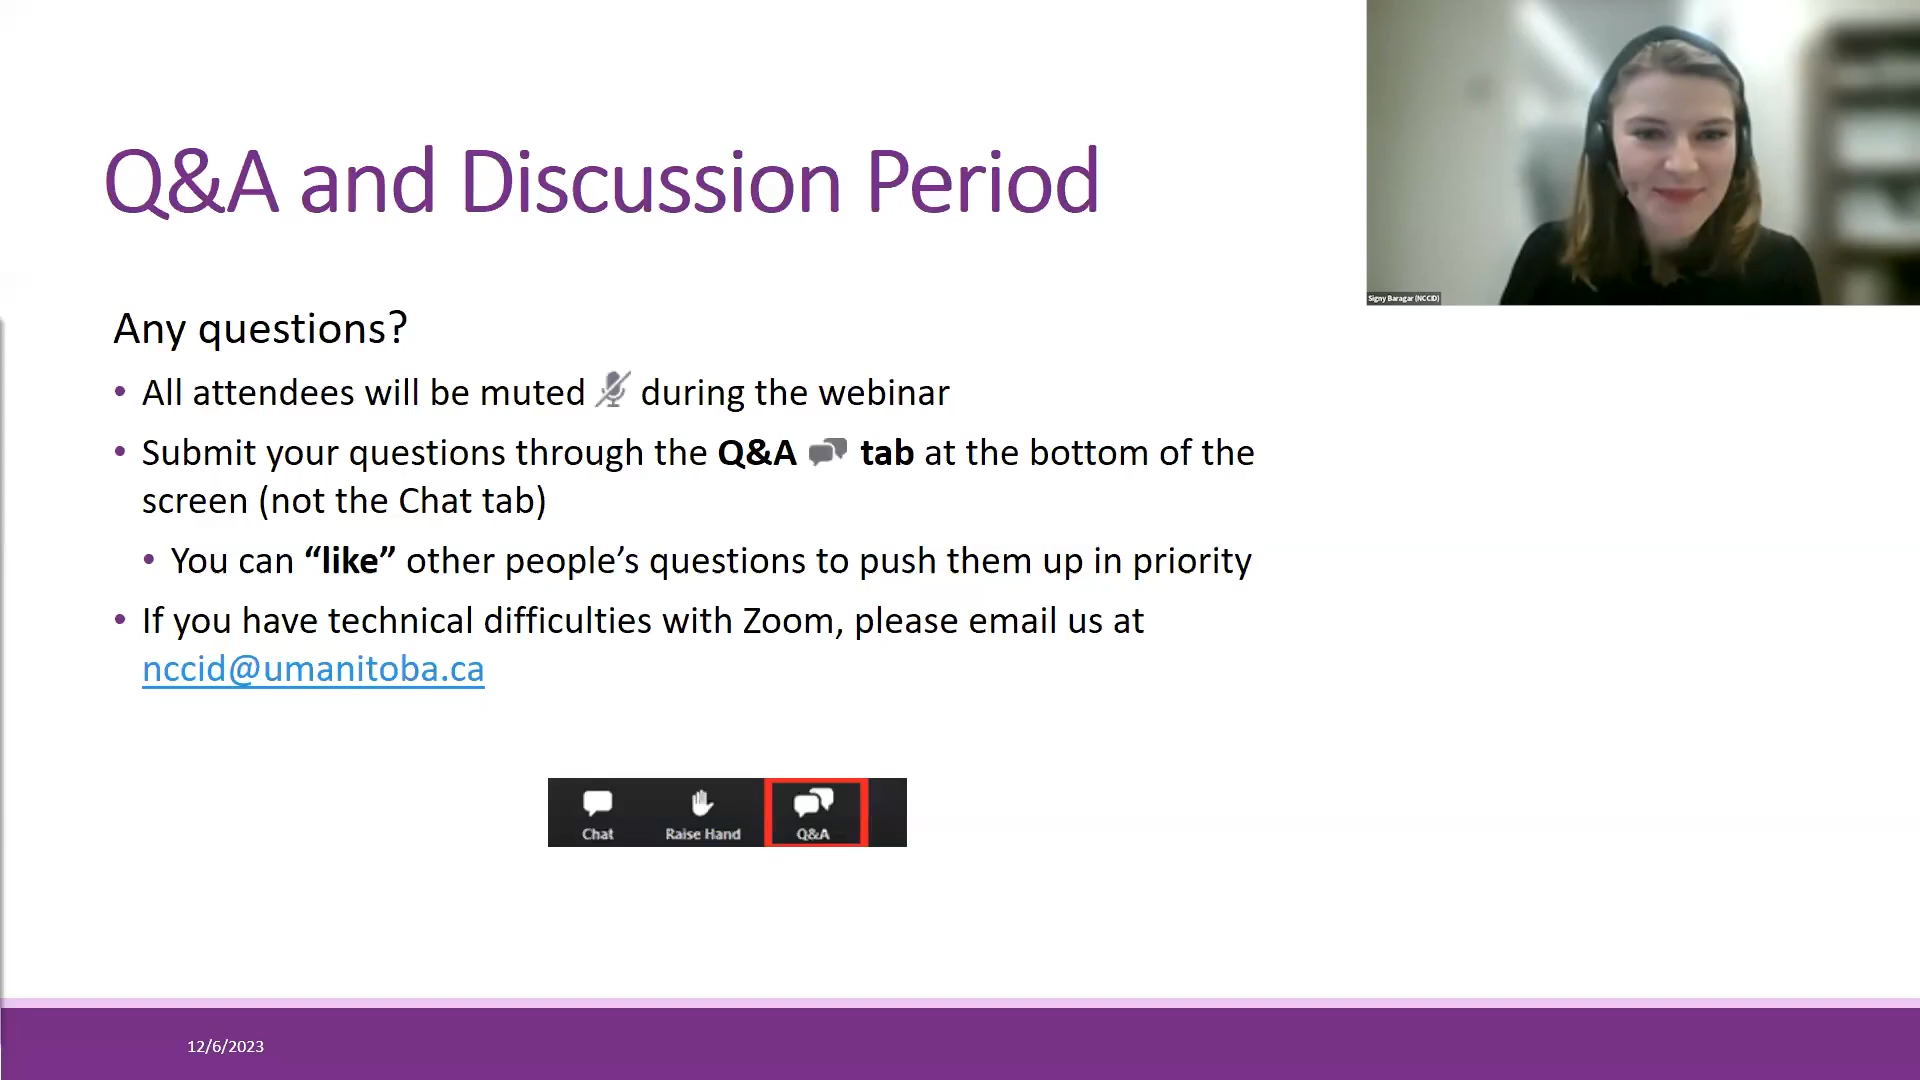 Q&A and Discussion Period
Signy Baragar (NCCID)
Any questions?
• All attendees will be muted during the webinar
• Submit your questions through the Q&A tab at the bottom of the
screen (not the Chat tab)
• You can “like” other people’s questions to push them up in priority
• If you have technical difficulties with Zoom, please email us at
nccid@umanitoba.ca
Chat Raise Hand Q&A
12/6/2023